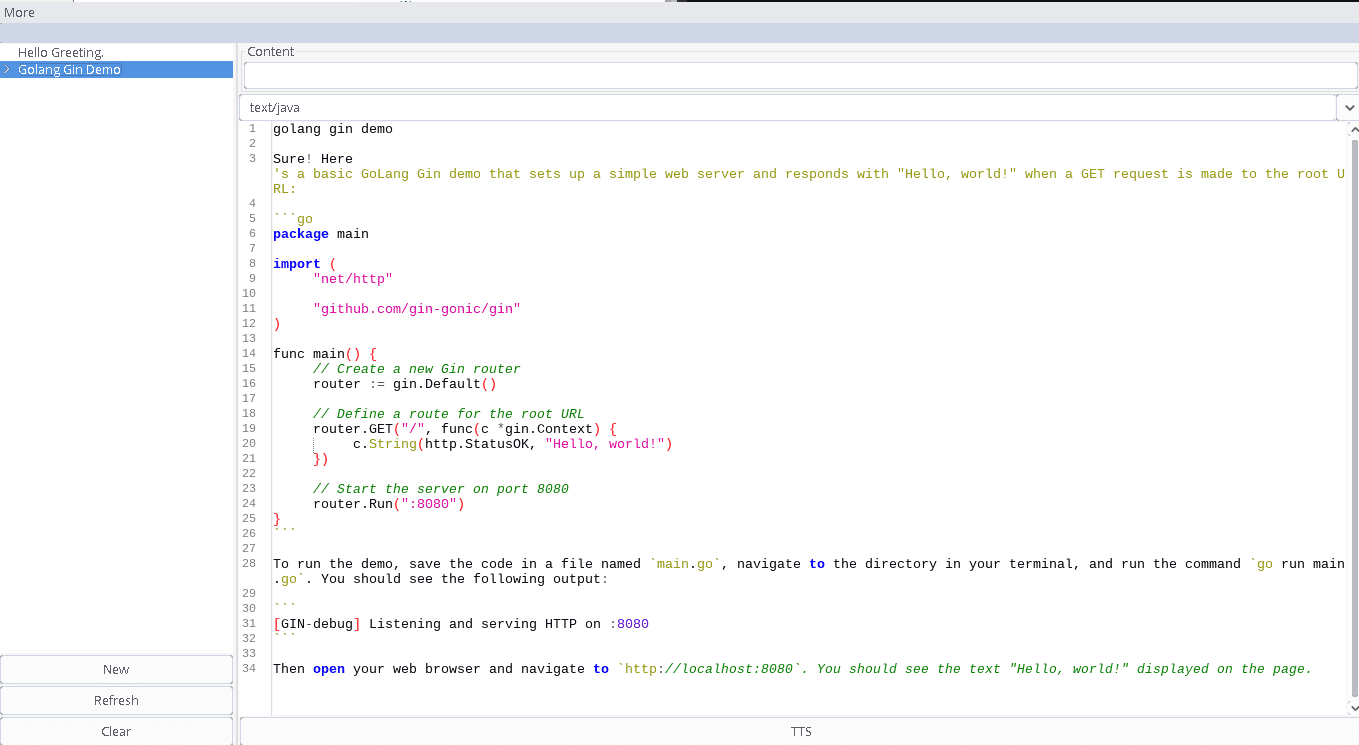 More
Hello Greeting.
Golang Gin Demo
New
Refresh
Clear
Content
text/java
1 golang gin demo
2
3 Sure! Here
's a basic GoLang Gin demo that sets up a simple web server and responds with "Hello, world!" when a GET request is made to the root U
RL:
4
5 ```go
6 package main
7
8 import (
9 "net/http"
10
11 "github.com/gin-gonic/gin"
12 )
13
14 func main() {
15 // Create a new Gin router
16 router := gin.Default()
17
18 // Define a route for the root URL
19 router.GET("/", func(c *gin.Context) {
20 c.String(http.StatusOK, "Hello, world!")
21 })
22
23 // Start the server on port 8080
24 router.Run(":8080")
25 }
26 ```
27
28 To run the demo, save the code in a file named `main.go`, navigate to the directory in your terminal, and run the command `go run main
.go`. You should see the following output:
29
30 ```
31 [GIN-debug] Listening and serving HTTP on :8080
32 ```
33
34 Then open your web browser and navigate to `http://localhost:8080`. You should see the text "Hello, world!" displayed on the page.
TTS